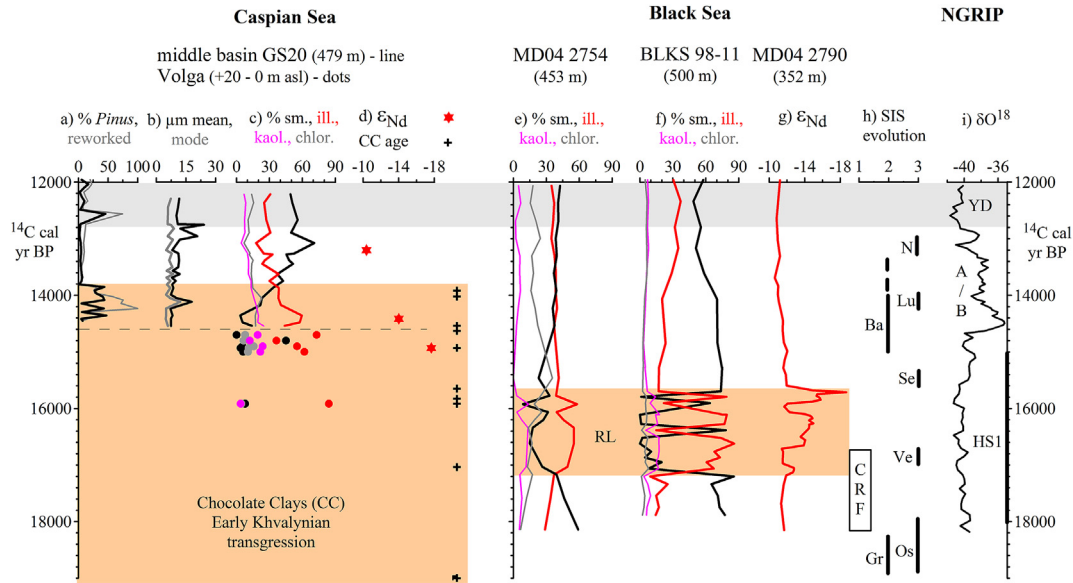 Caspian Sea
Black Sea
NGRIP
middle basin GS20 (479 m) - line
Volga (+20 - 0 m asl) - dots
MD04 2754
(453 m)
BLKS 98-11
(500 m)
MD04 2790
(352 m)
a) % Pinus,
reworked
b) µm mean,
mode
c) % sm., ill.,
kaol., chlor.
d) εNd
CC age
e) % sm., ill.,
kaol., chlor.
f) % sm., ill.,
kaol., chlor.
g) εNd
h) SIS
evolution
i) δO18
0 50 100 0 15 30 0 30 60 90 -10 -14 -18 0 30 60 90 0 30 60 90 -10 -14 -18 1 2 3 -40 -36
12000
14C cal
yr BP
14000
16000
18000
Chocolate Clays (CC)
Early Khvalynian
transgression
RL
C
R
F
N
Lu
Ba
Se
Ve
Gr
Os
YD
A
/
B
HS1
12000
14C cal
yr BP
14000
16000
18000